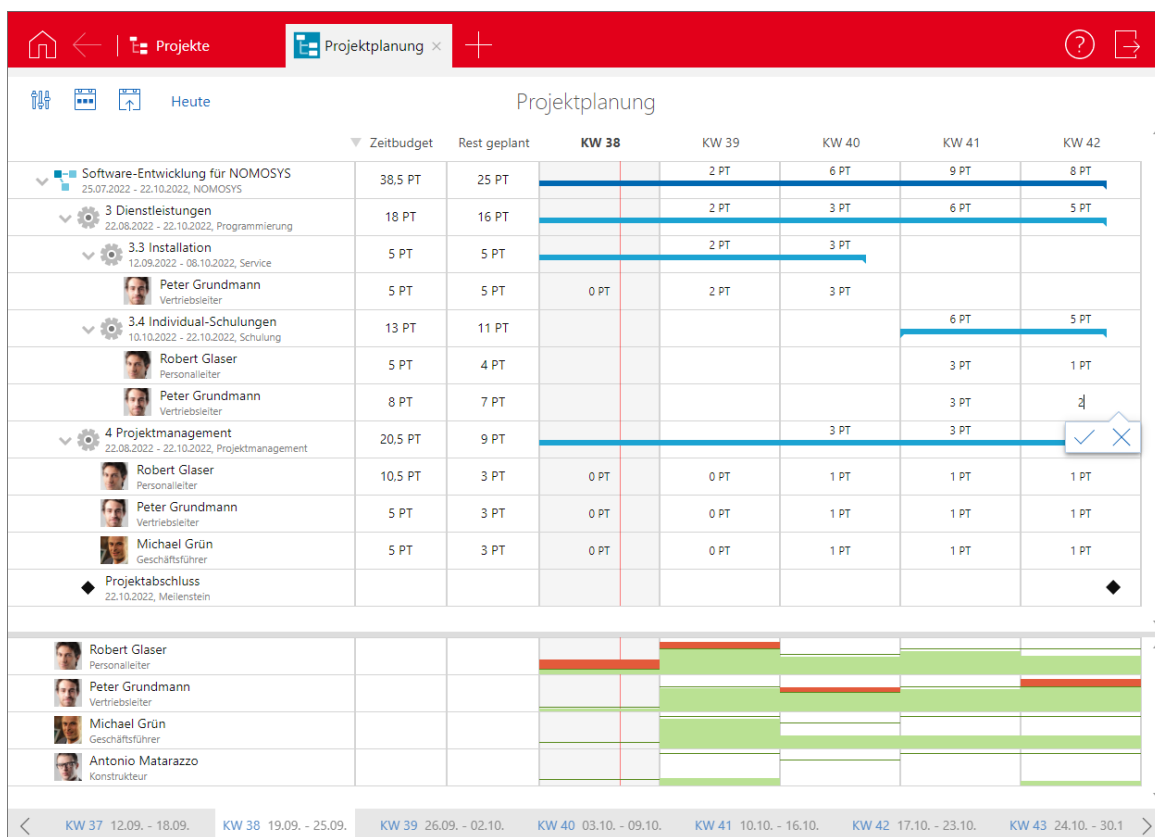 Projekte
Projektplanung ×
?
Heute
Projektplanung
Zeitbudget Rest geplant KW 38 KW 39 KW 40 KW 41 KW 42
Software-Entwicklung für NOMOSYS 38,5 PT 25 PT 2 PT 6 PT 9 PT 8 PT
25.07.2022 - 22.10.2022, NOMOSYS
3 Dienstleistungen 18 PT 16 PT 2 PT 3 PT 6 PT 5 PT
22.08.2022 - 22.10.2022, Programmierung
3.3 Installation 5 PT 5 PT 2 PT 3 PT
12.09.2022 - 08.10.2022, Service
Peter Grundmann 5 PT 5 PT 0 PT 2 PT 3 PT
Vertriebsleiter
3.4 Individual-Schulungen 13 PT 11 PT 6 PT 5 PT
10.10.2022 - 22.10.2022, Schulung
Robert Glaser 5 PT 4 PT 3 PT 1 PT
Personalleiter
Peter Grundmann 8 PT 7 PT 3 PT 2
Vertriebsleiter
4 Projektmanagement 20,5 PT 9 PT 3 PT 3 PT
22.08.2022 - 22.10.2022, Projektmanagement
Robert Glaser 10,5 PT 3 PT 0 PT 0 PT 1 PT 1 PT 1 PT
Personalleiter
Peter Grundmann 5 PT 3 PT 0 PT 0 PT 1 PT 1 PT 1 PT
Vertriebsleiter
Michael Grün 5 PT 3 PT 0 PT 0 PT 1 PT 1 PT 1 PT
Geschäftsführer
Projektabschluss
22.10.2022, Meilenstein
Robert Glaser
Personalleiter
Peter Grundmann
Vertriebsleiter
Michael Grün
Geschäftsführer
Antonio Matarazzo
Konstrukteur
KW 37 12.09. - 18.09. KW 38 19.09. - 25.09. KW 39 26.09. - 02.10. KW 40 03.10. - 09.10. KW 41 10.10. - 16.10. KW 42 17.10. - 23.10. KW 43 24.10. - 30.1